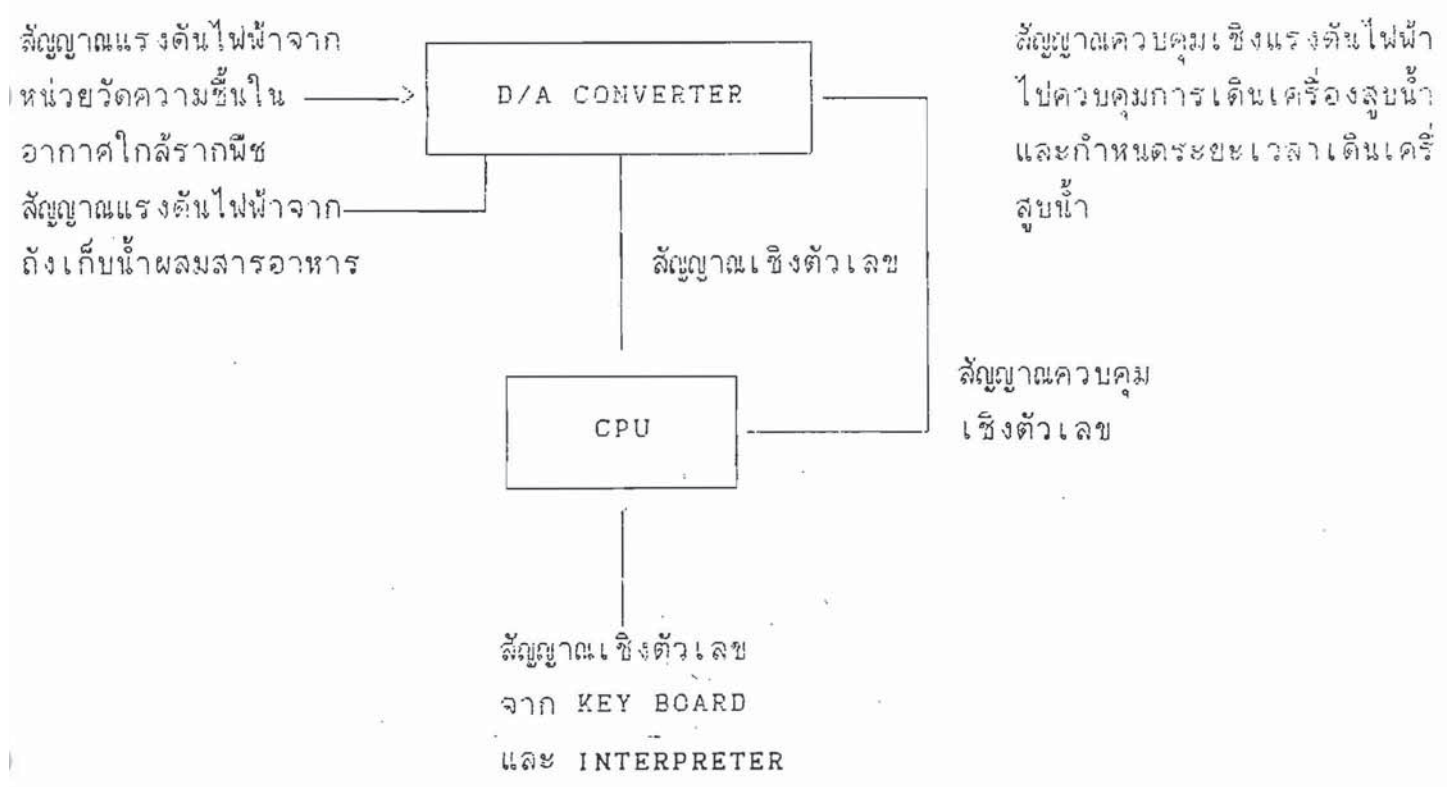 สัญญาณแรงดันไฟฟ้าจาก
หน่วยวัดความชื้นใน
อากาศใกล้รากพืช
สัญญาณแรงดันไฟฟ้าจาก
ถังเก็บน้ำผสมสารอาหาร
D/A CONVERTER
สัญญาณควบคุมเชิงแรงดันไฟฟ้า
ไปควบคุมการเดินเครื่องสูบน้ำ
และกำหนดระยะเวลาเดินเครื่
สูบน้ำ
สัญญาณเชิงตัวเลข
CPU
สัญญาณควบคุม
เชิงตัวเลข
สัญญาณเชิงตัวเลข
จาก KEY BOARD
และ INTERPRETER